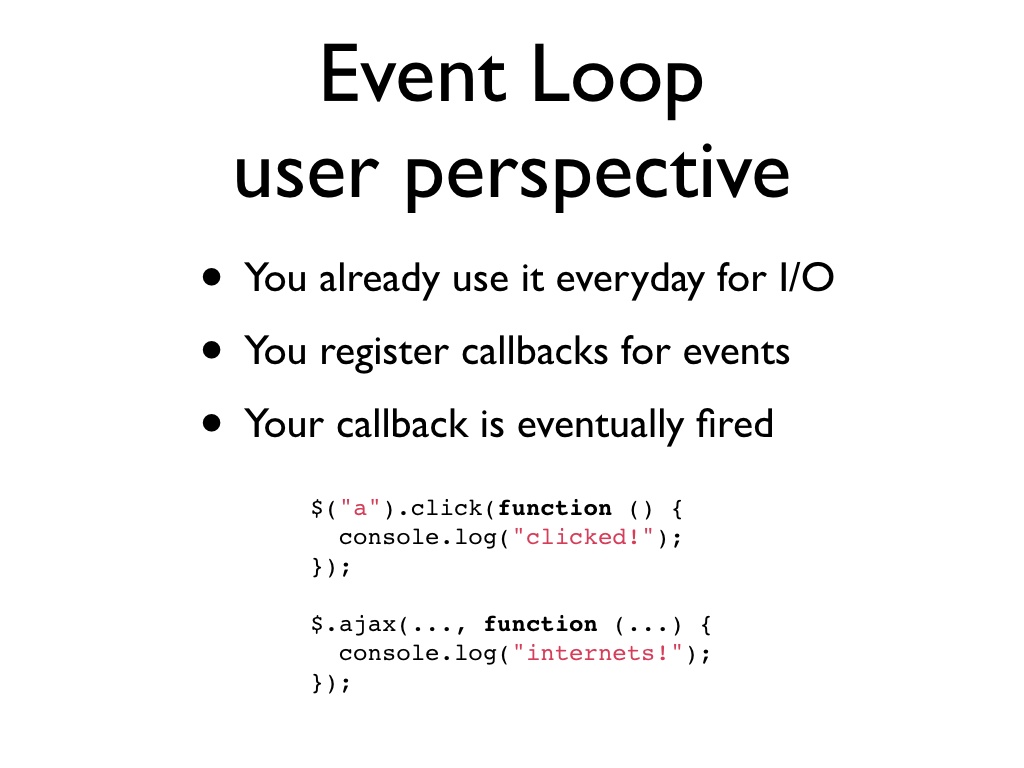 Event Loop
user perspective
• You already use it everyday for I/O
• You register callbacks for events
• Your callback is eventually fired
$("a").click(function () {
  console.log("clicked!");
});
$.ajax(..., function (...) {
  console.log("internets!");
});